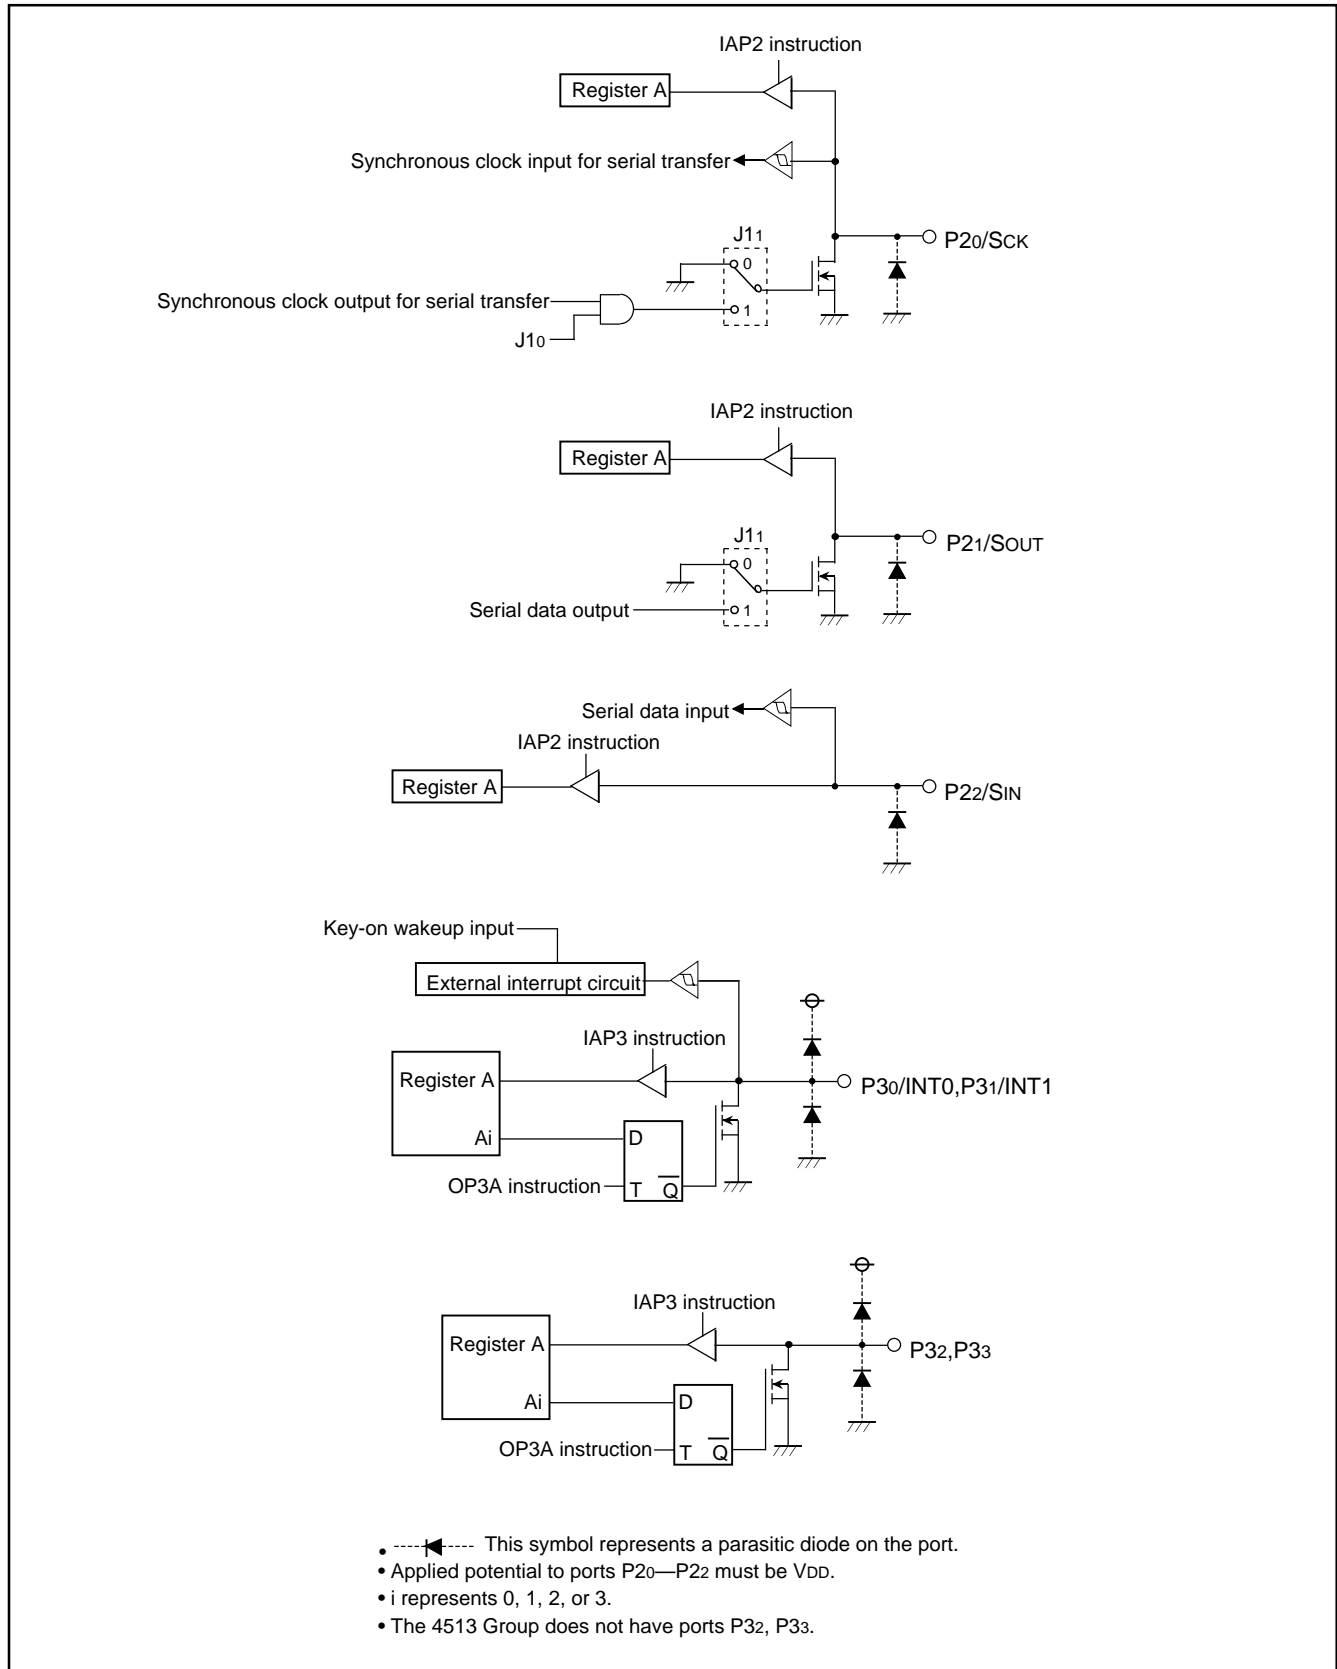 IAP2 instruction
Register A
Synchronous clock input for serial transfer
P20/SCK
J11
0
Synchronous clock output for serial transfer
1
J10
IAP2 instruction
Register A
P21/SOUT
J11
0
Serial data output
1
Serial data input
IAP2 instruction
Register A
P22/SIN
Key-on wakeup input
External interrupt circuit
IAP3 instruction
Register A
P30/INT0,P31/INT1
Ai
D
OP3A instruction
T Q̅
IAP3 instruction
Register A
P32,P33
Ai
D
OP3A instruction
T Q̅
• This symbol represents a parasitic diode on the port.
• Applied potential to ports P20—P22 must be VDD.
• i represents 0, 1, 2, or 3.
• The 4513 Group does not have ports P32, P33.